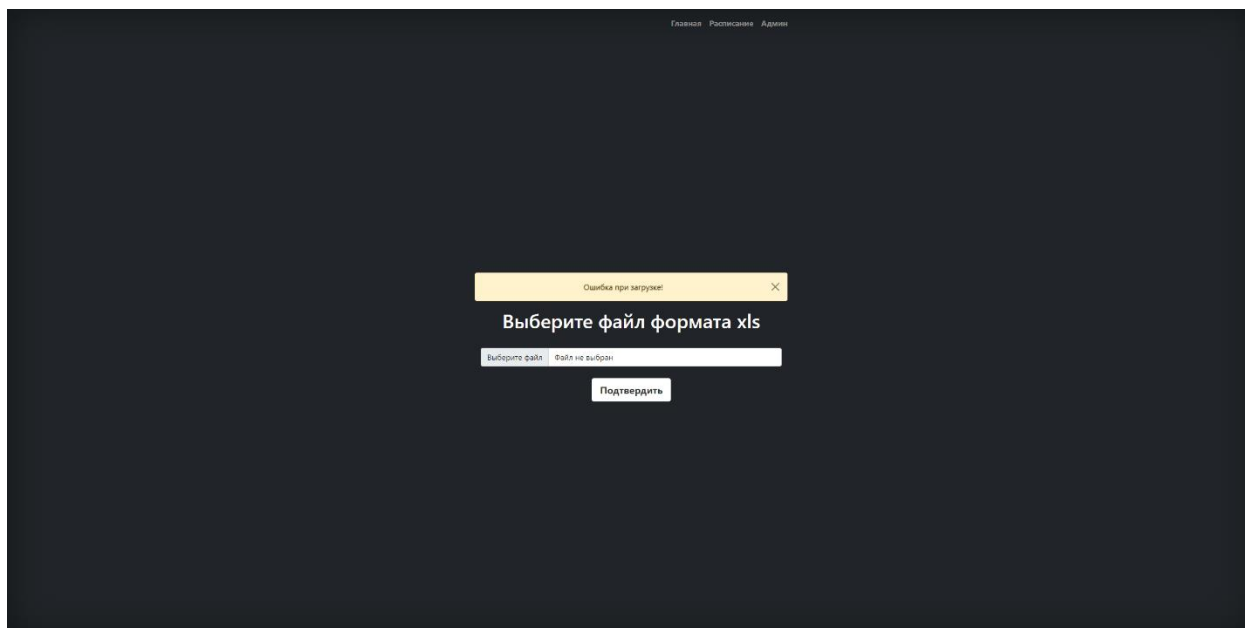 Главная Расписание Админ
Ошибка при загрузке!
Выберите файл формата xls
Выберите файл Файл не выбран
Подтвердить